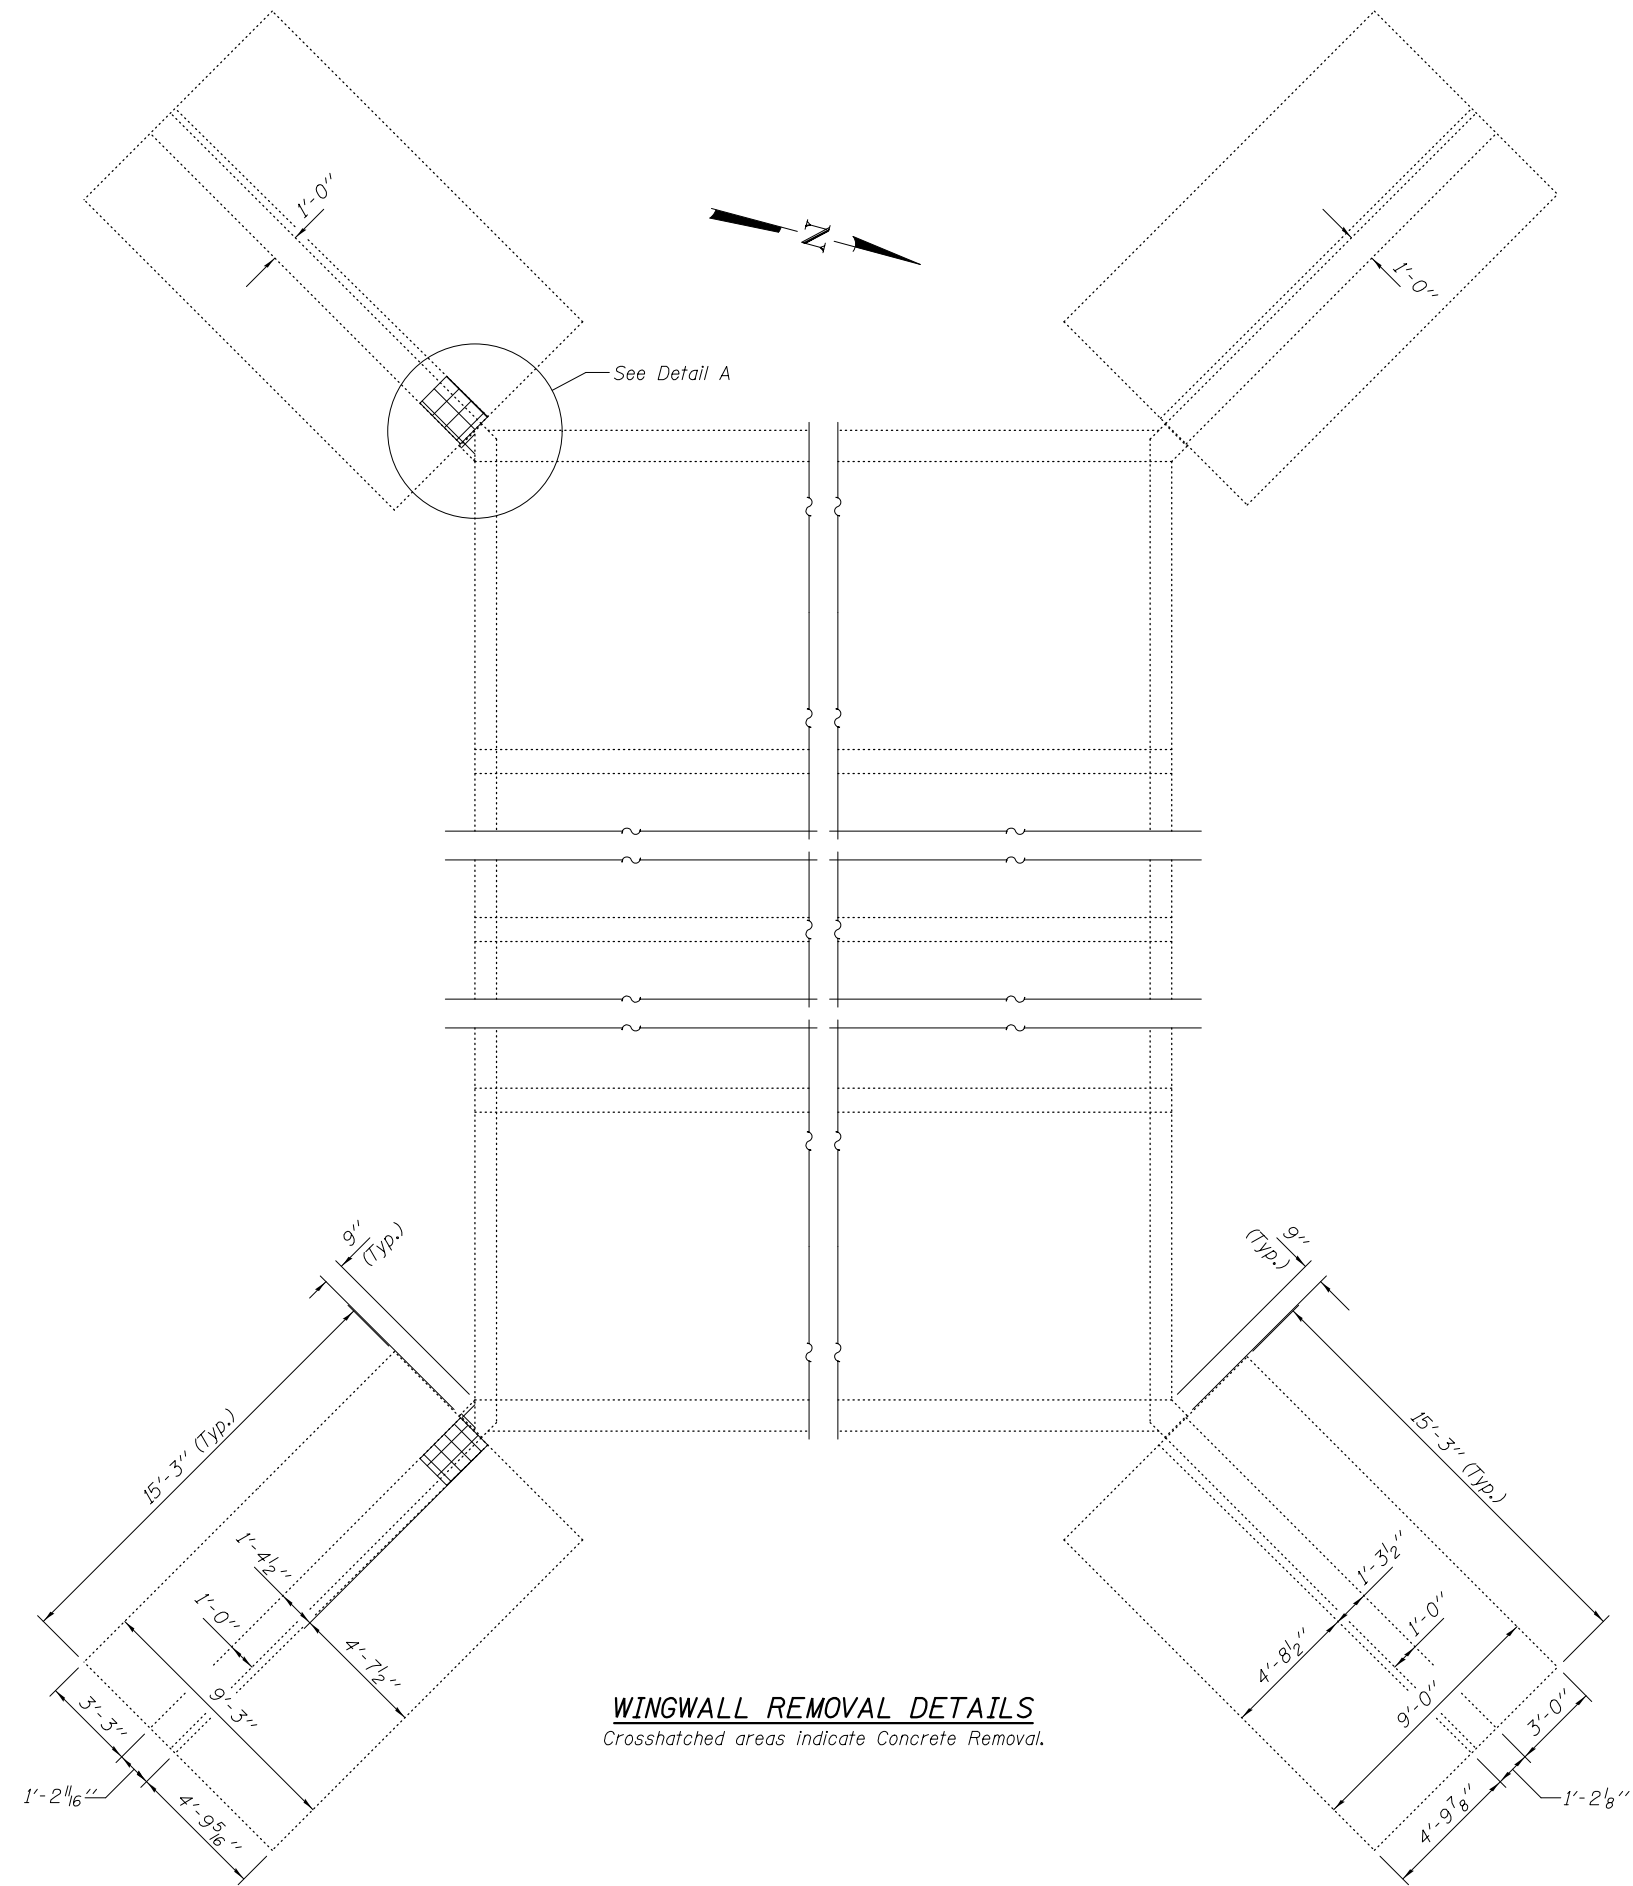 1'-0"
N
1'-0"
See Detail A
9"
(Typ.)
9"
(Typ.)
15'-3" (Typ.)
15'-3" (Typ.)
1'-4½"
1'-0"
4'-7½"
9'-3"
3'-3"
1'-2 11/16"
4'-9 5/16"
1'-3½"
1'-0"
4'-8½"
9'-0"
3'-0"
4'-9⅞"
1'-2⅛"
WINGWALL REMOVAL DETAILS
Crosshatched areas indicate Concrete Removal.